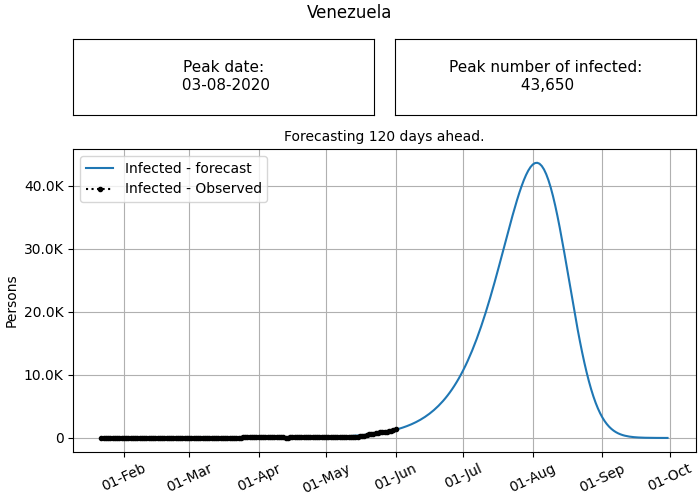 Venezuela
Peak date:
03-08-2020
Peak number of infected:
43,650
Forecasting 120 days ahead.
Infected - forecast
Infected - Observed
Persons
40.0K
30.0K
20.0K
10.0K
0
01-Feb
01-Mar
01-Apr
01-May
01-Jun
01-Jul
01-Aug
01-Sep
01-Oct